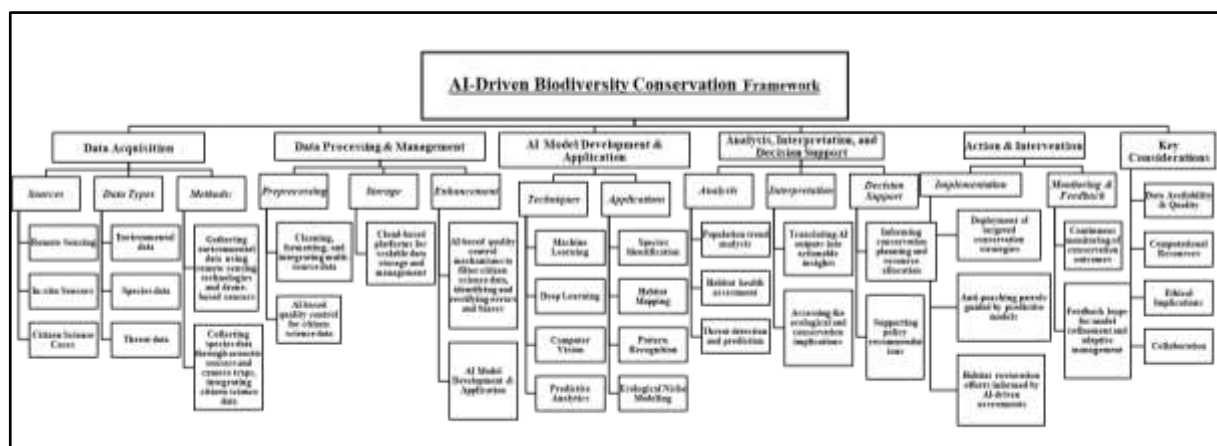 AI-Driven Biodiversity Conservation Framework
Data Acquisition
Sources
Remote Sensing
In-situ Sensors
Citizen Science
Data Types
Environmental
data
Species data
Threat data
Methods:
Gathering
environmental
data using
remote sensing
technologies
and drone-
based sensors
Collecting
species data
through acoustic
sensors and
camera traps,
integrating
citizen science
data
Data Processing & Management
Preprocessing
Cleaning,
formatting, and
integrating multi-
source data
AI-based
quality control
for citizen
science data
Storage
Cloud-based
platforms for
scalable data
storage and
management
Enhancement
AI-based quality
control
mechanisms to
filter citizen
science data,
identifying and
rectifying errors
and biases
AI Model
Development &
Application
AI Model Development &
Application
Techniques
Machine
Learning
Deep Learning
Computer
Vision
Predictive
Analytics
Applications
Species
Identification
Habitat
Mapping
Pattern
Recognition
Ecological Niche
Modeling
Analysis, Interpretation, and
Decision Support
Analysis
Population trend
analysis
Habitat health
assessment
Threat detection
and prediction
Interpretation
Translating AI
outputs into
actionable
insights
Assessing the
ecological and
conservation
implications
Decision
Support
Informing
conservation
planning and
resource
allocation
Supporting
policy
recommendat
ions
Action & Intervention
Implementation
Deployment of
targeted
conservation
strategies
Anti-poaching patrols
guided by predictive
models
Habitat restoration
efforts informed by
AI-driven
assessments
Monitoring &
Feedback
Continuous
monitoring of
conservation
outcomes
Feedback loops
for model
refinement and
adaptive
management
Key
Considerations
Data Availability
& Quality
Computational
Resources
Ethical
Implications
Collaboration